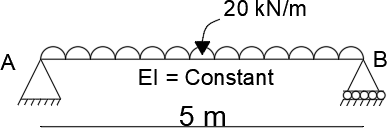 20 kN/m
A
B
EI = Constant
5 m